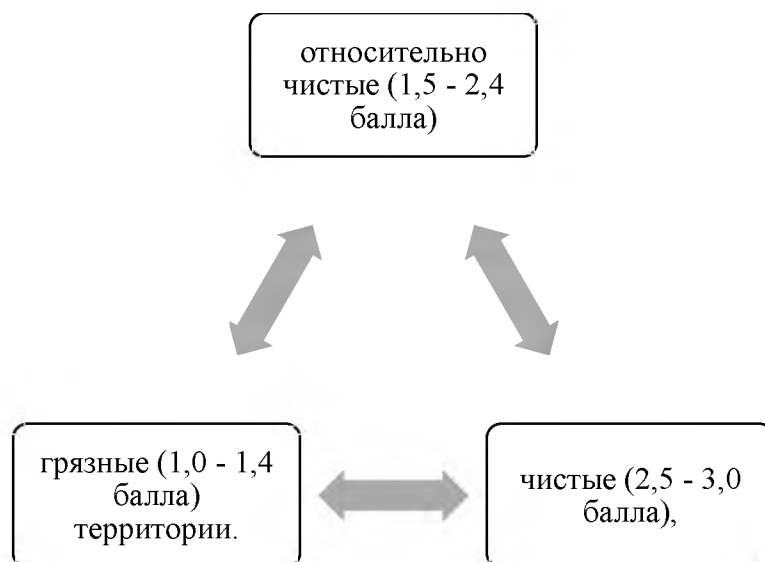 относительно
чистые (1,5 - 2,4
балла)
грязные (1,0 - 1,4
балла)
территории.
чистые (2,5 - 3,0
балла),